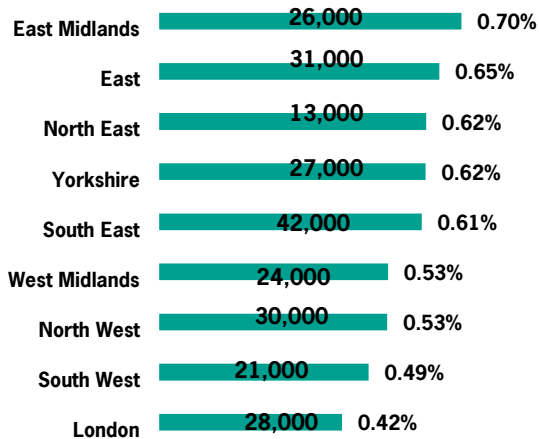 East Midlands 26,000 0.70%
East 31,000 0.65%
North East 13,000 0.62%
Yorkshire 27,000 0.62%
South East 42,000 0.61%
West Midlands 24,000 0.53%
North West 30,000 0.53%
South West 21,000 0.49%
London 28,000 0.42%